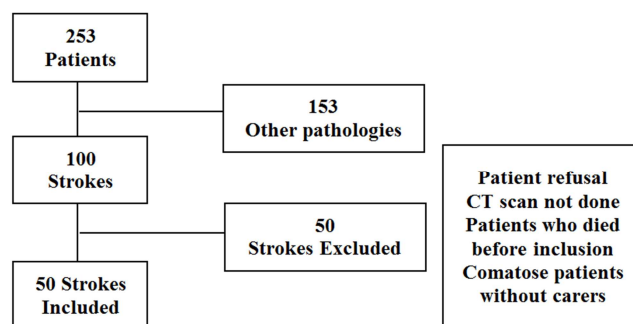 253
Patients
153
Other pathologies
100
Strokes
50
Strokes Excluded
50 Strokes
Included
Patient refusal
CT scan not done
Patients who died
before inclusion
Comatose patients
without carers